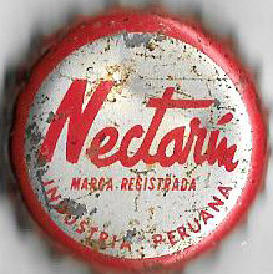 Nectarín
MARCA REGISTRADA
INDUSTRIA PERUANA